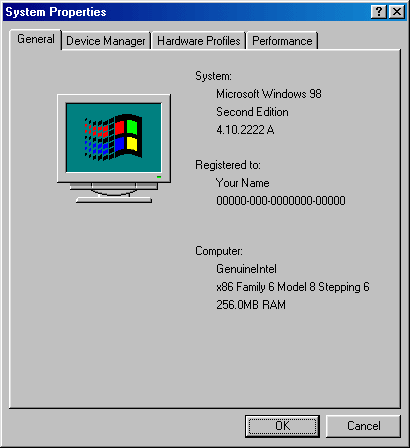 System Properties
General Device Manager Hardware Profiles Performance
System:
Microsoft Windows 98
Second Edition
4.10.2222 A
Registered to:
Your Name
00000-000-0000000-00000
Computer:
GenuineIntel
x86 Family 6 Model 8 Stepping 6
256.0MB RAM
OK Cancel